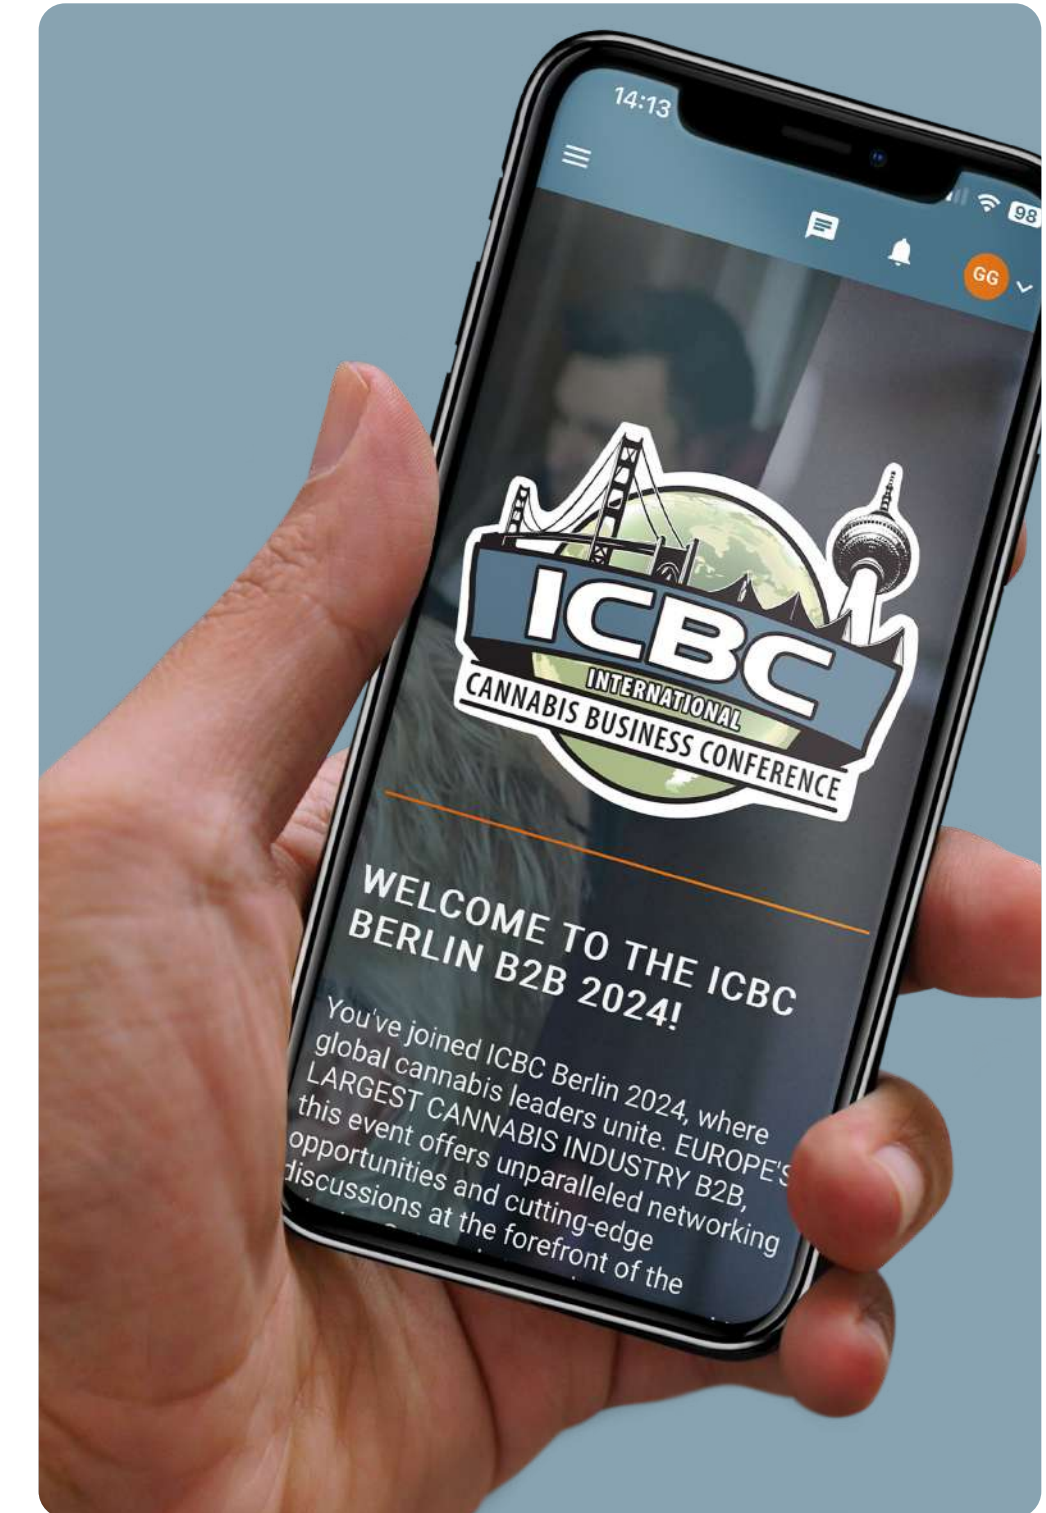 14:13
98
GG
ICBC
INTERNATIONAL
CANNABIS BUSINESS CONFERENCE
WELCOME TO THE ICBC
BERLIN B2B 2024!
You've joined ICBC Berlin 2024, where
global cannabis leaders unite. EUROPE'S
LARGEST CANNABIS INDUSTRY B2B,
this event offers unparalleled networking
opportunities and cutting-edge
discussions at the forefront of the